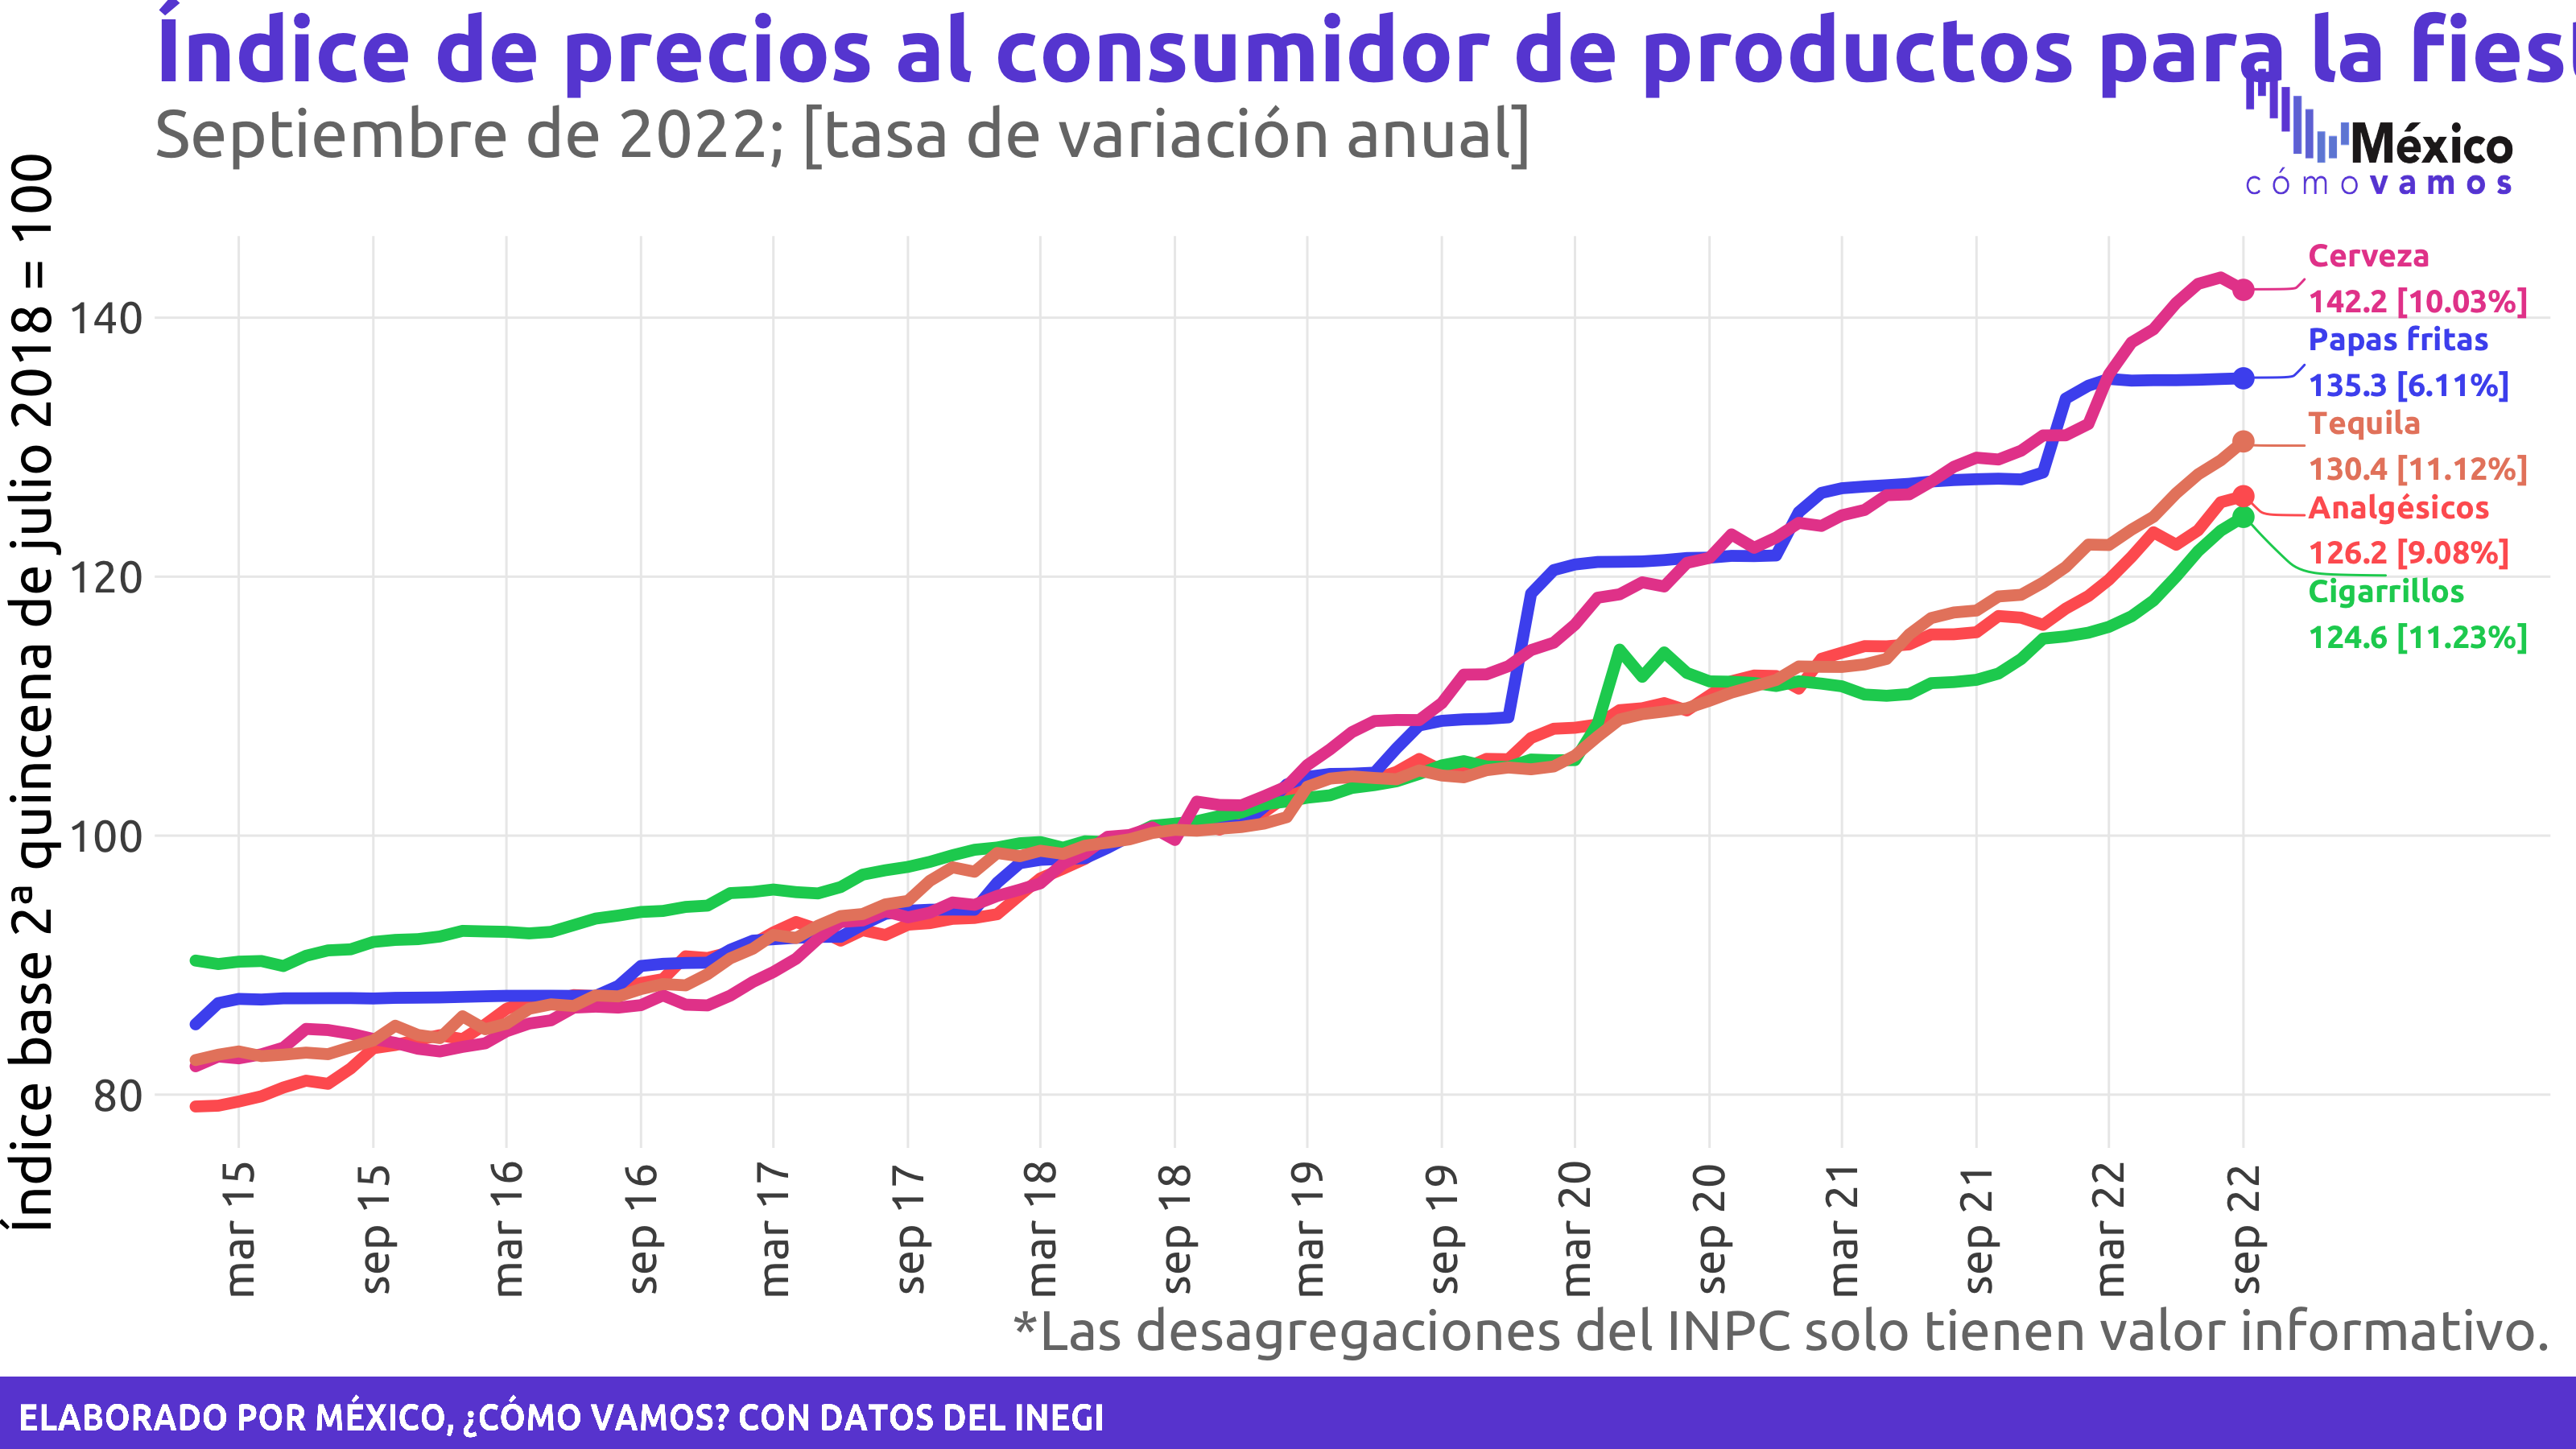 Índice de precios al consumidor de productos para la fies
Septiembre de 2022; [tasa de variación anual]
México
cómo vamos
Índice base 2ª quincena de julio 2018 = 100
140
120
100
80
Cerveza
142.2 [10.03%]
Papas fritas
135.3 [6.11%]
Tequila
130.4 [11.12%]
Analgésicos
126.2 [9.08%]
Cigarrillos
124.6 [11.23%]
mar 15
sep 15
mar 16
sep 16
mar 17
sep 17
mar 18
sep 18
mar 19
sep 19
mar 20
sep 20
mar 21
sep 21
mar 22
sep 22
*Las desagregaciones del INPC solo tienen valor informativo.
ELABORADO POR MÉXICO, ¿CÓMO VAMOS? CON DATOS DEL INEGI